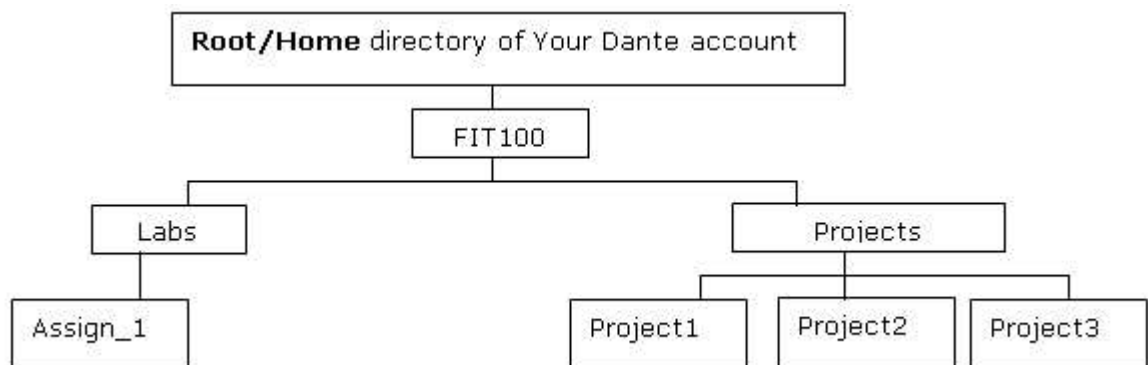 Root/Home directory of Your Dante account
FIT100
Labs
Projects
Assign_1
Project1
Project2
Project3